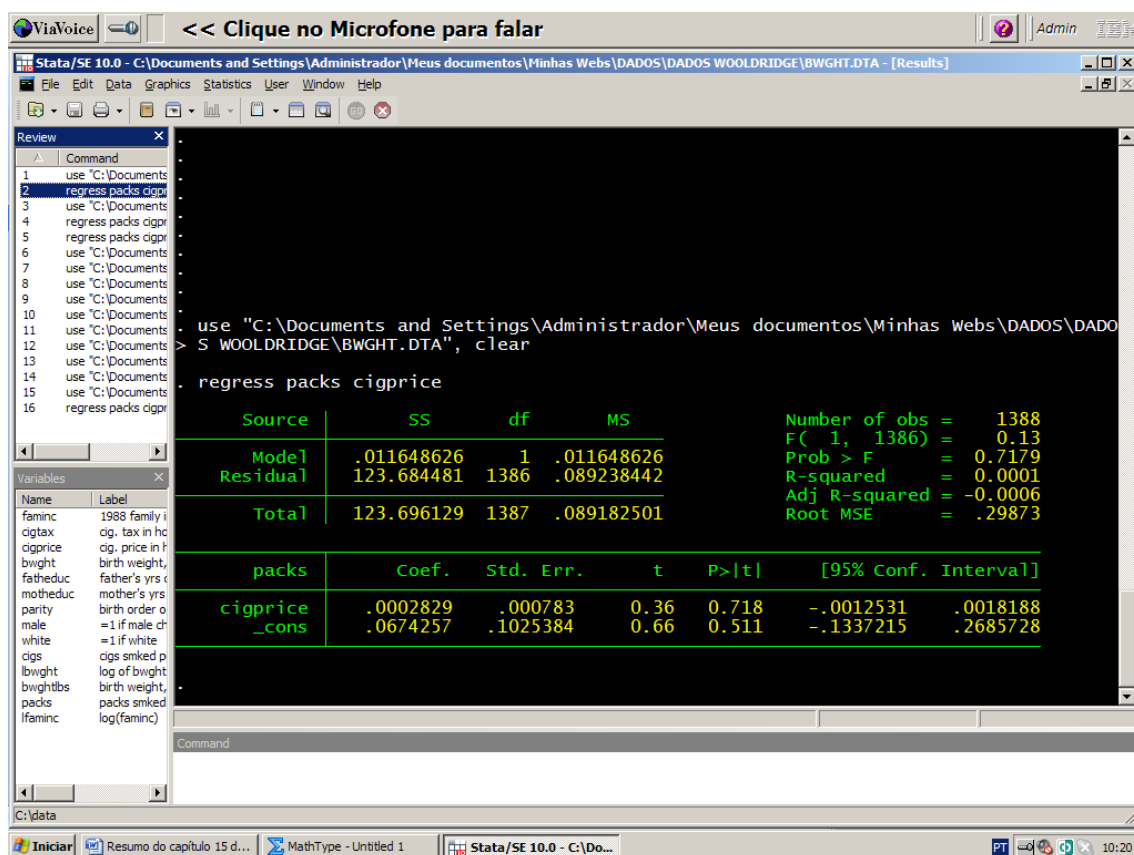 ViaVoice << Clique no Microfone para falar Admin IBM
Stata/SE 10.0 - C:\Documents and Settings\Administrador\Meus documentos\Minhas Webs\DADOS\DADOS WOOLDRIDGE\BWGHT.DTA - [Results]
File Edit Data Graphics Statistics User Window Help
Review
Command
1 use "C:\Documents
2 regress packs cigpr
3 use "C:\Documents
4 regress packs cigpr
5 regress packs cigpr
6 use "C:\Documents
7 use "C:\Documents
8 use "C:\Documents
9 use "C:\Documents
10 use "C:\Documents
11 use "C:\Documents
12 use "C:\Documents
13 use "C:\Documents
14 use "C:\Documents
15 use "C:\Documents
16 regress packs cigpr
Variables
Name Label
faminc 1988 family i
cigtax cig. tax in ho
cigprice cig. price in h
bwght birth weight,
fatheduc father's yrs
motheduc mother's yrs
parity birth order o
male =1 if male ch
white =1 if white
cigs cigs smked p
lbwght log of bwght
bwghtlbs birth weight,
packs packs smked
lfaminc log(faminc)
. use "C:\Documents and Settings\Administrador\Meus documentos\Minhas Webs\DADOS\DADO
> S WOOLDRIDGE\BWGHT.DTA", clear
. regress packs cigprice
Source SS df MS Number of obs = 1388
F( 1, 1386) = 0.13
Model .011648626 1 .011648626 Prob > F = 0.7179
Residual 123.684481 1386 .089238442 R-squared = 0.0001
Adj R-squared = -0.0006
Total 123.696129 1387 .089182501 Root MSE = .29873
packs Coef. Std. Err. t P>|t| [95% Conf. Interval]
cigprice .0002829 .000783 0.36 0.718 -.0012531 .0018188
_cons .0674257 .1025384 0.66 0.511 -.1337215 .2685728
.
Command
C:\data
Iniciar Resumo do capítulo 15 d... MathType - Untitled 1 Stata/SE 10.0 - C:\Do... PT 10:20